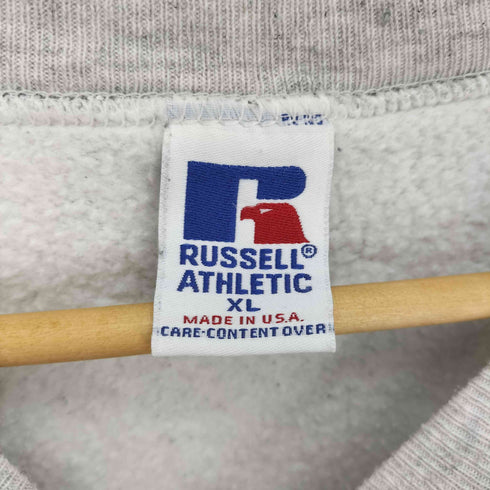 RUSSELL®
ATHLETIC
XL
MADE IN U.S.A.
CARE-CONTENT OVER